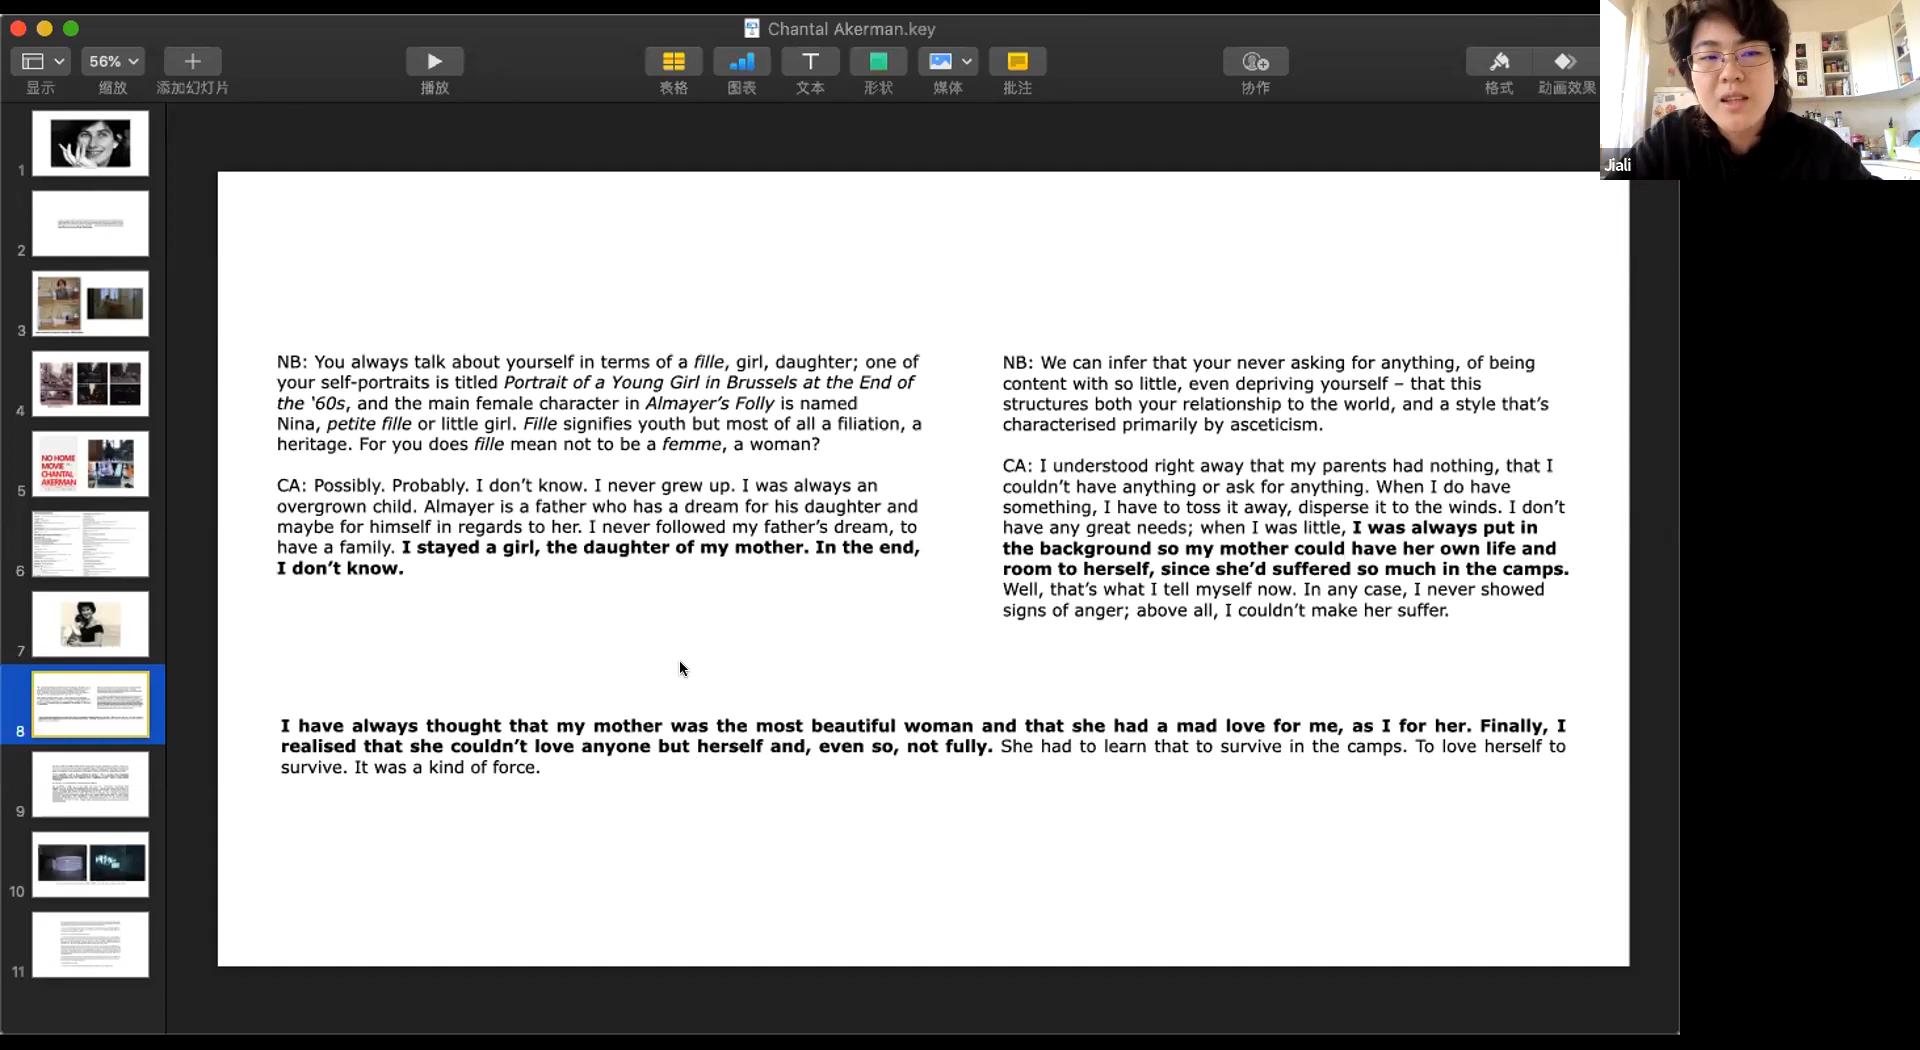 Chantal Akerman.key
56%
显示
缩放
添加幻灯片
播放
表格
图表
文本
形状
媒体
批注
协作
格式
动画效果
Jiali
1
2
3
4
NO HOME
MOVIE
CHANTAL
AKERMAN
5
6
7
8
9
10
11
NB: You always talk about yourself in terms of a fille, girl, daughter; one of
your self-portraits is titled Portrait of a Young Girl in Brussels at the End of
the ‘60s, and the main female character in Almayer’s Folly is named
Nina, petite fille or little girl. Fille signifies youth but most of all a filiation, a
heritage. For you does fille mean not to be a femme, a woman?
CA: Possibly. Probably. I don’t know. I never grew up. I was always an
overgrown child. Almayer is a father who has a dream for his daughter and
maybe for himself in regards to her. I never followed my father’s dream, to
have a family. I stayed a girl, the daughter of my mother. In the end,
I don’t know.
NB: We can infer that your never asking for anything, of being
content with so little, even depriving yourself – that this
structures both your relationship to the world, and a style that’s
characterised primarily by asceticism.
CA: I understood right away that my parents had nothing, that I
couldn’t have anything or ask for anything. When I do have
something, I have to toss it away, disperse it to the winds. I don’t
have any great needs; when I was little, I was always put in
the background so my mother could have her own life and
room to herself, since she’d suffered so much in the camps.
Well, that’s what I tell myself now. In any case, I never showed
signs of anger; above all, I couldn’t make her suffer.
I have always thought that my mother was the most beautiful woman and that she had a mad love for me, as I for her. Finally, I
realised that she couldn’t love anyone but herself and, even so, not fully. She had to learn that to survive in the camps. To love herself to
survive. It was a kind of force.